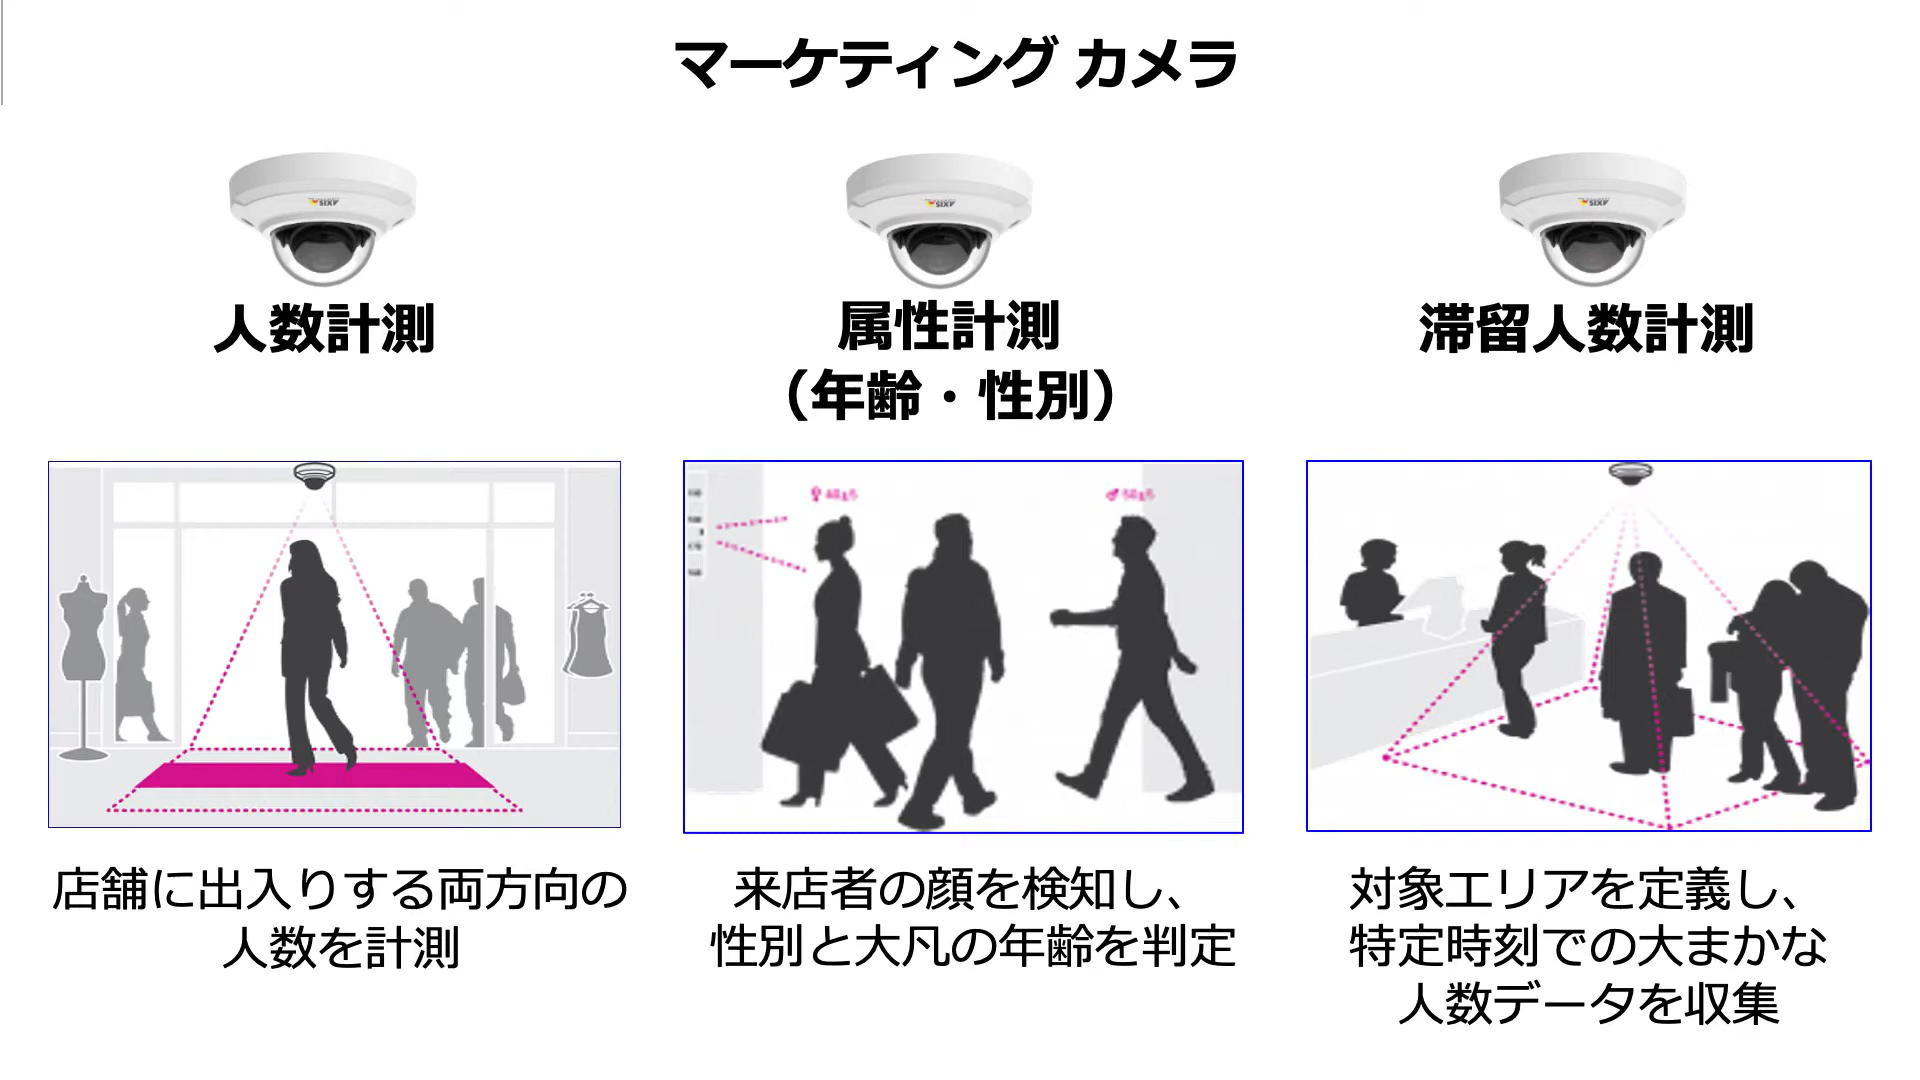 マーケティング カメラ
AXIS
AXIS
AXIS
人数計測
属性計測
（年齢・性別）
滞留人数計測
店舗に出入りする両方向の
人数を計測
来店者の顔を検知し、
性別と大凡の年齢を判定
対象エリアを定義し、
特定時刻での大まかな
人数データを収集